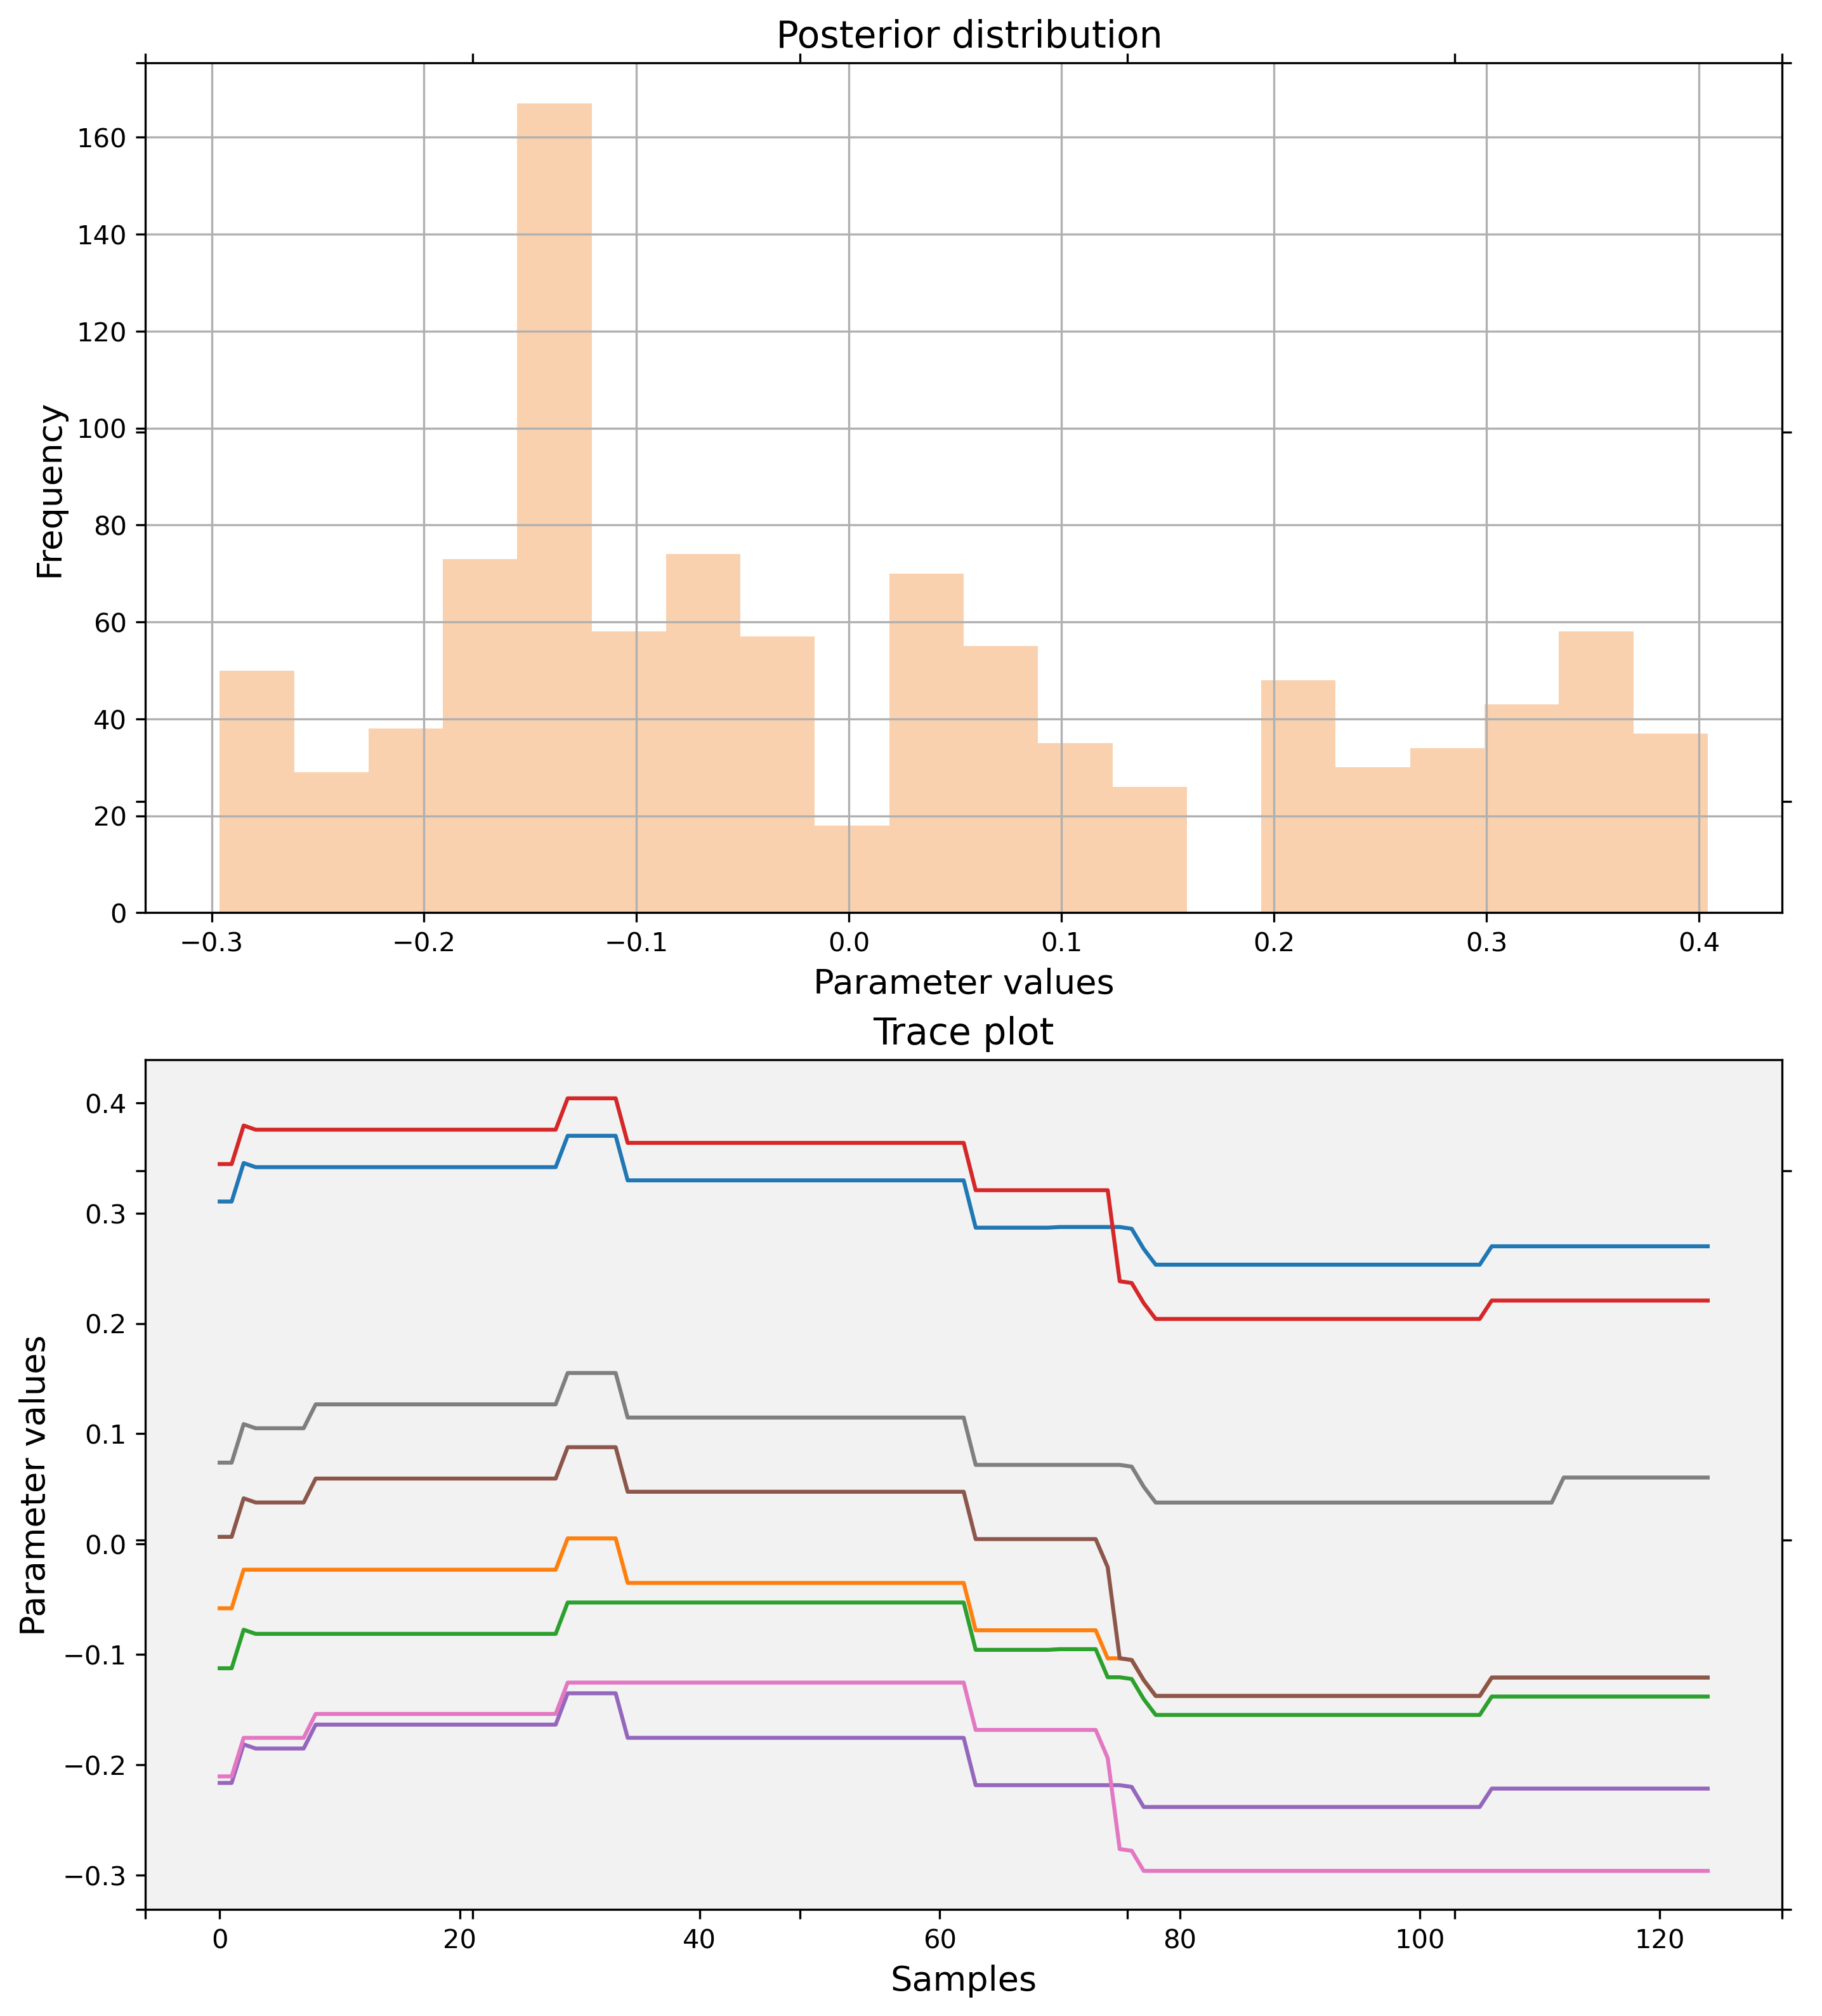 Posterior distribution
160
140
120
100
80
60
40
20
0
Frequency
−0.3 −0.2 −0.1 0.0 0.1 0.2 0.3 0.4
Parameter values
Trace plot
0.4
0.3
0.2
0.1
0.0
−0.1
−0.2
−0.3
Parameter values
0 20 40 60 80 100 120
Samples